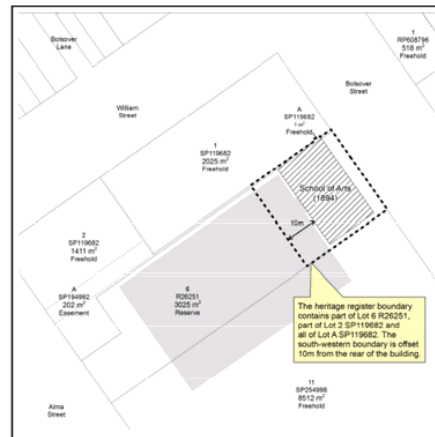 Bolsover
Lane
1
RP608796
518 m²
Freehold
William
Street
Bolsover
Street
A
SP119682
1 m²
Freehold
1
SP119682
2025 m²
Freehold
School of Arts
(1894)
10m
2
SP119682
1411 m²
Freehold
A
SP194982
202 m²
Easement
6
R26251
3025 m²
Reserve
The heritage register boundary
contains part of Lot 6 R26251,
part of Lot 2 SP119682 and
all of Lot A SP119682. The
south-western boundary is offset
10m from the rear of the building.
11
SP254998
8512 m²
Freehold
Alma
Street